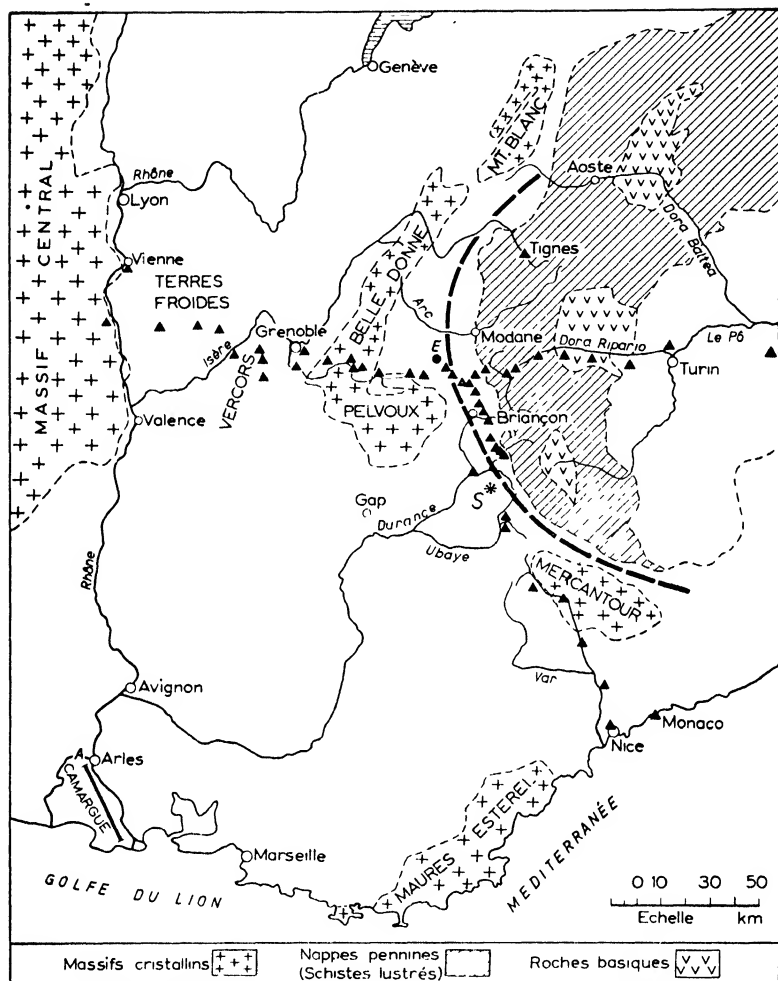 Genève
MT. BLANC
Aoste
Rhône
Lyon
Dora Baltea
MASSIF CENTRAL
Vienne
Tignes
TERRES
FROIDES
BELLE DONNE
Arc
Grenoble
Modane
Dora Ripario
Le Pô
Isère
E
Turin
VERCORS
PELVOUX
Valence
Briançon
S
Gap
Durance
Ubaye
Rhône
MERCANTOUR
Var
Avignon
Monaco
Nice
A
Arles
CAMARGUE
MAURES ESTEREL
MEDITERRANÉE
Marseille
GOLFE DU LION
0 10 30 50
Echelle km
Massifs cristallins
Nappes pennines
(Schistes lustrés)
Roches basiques